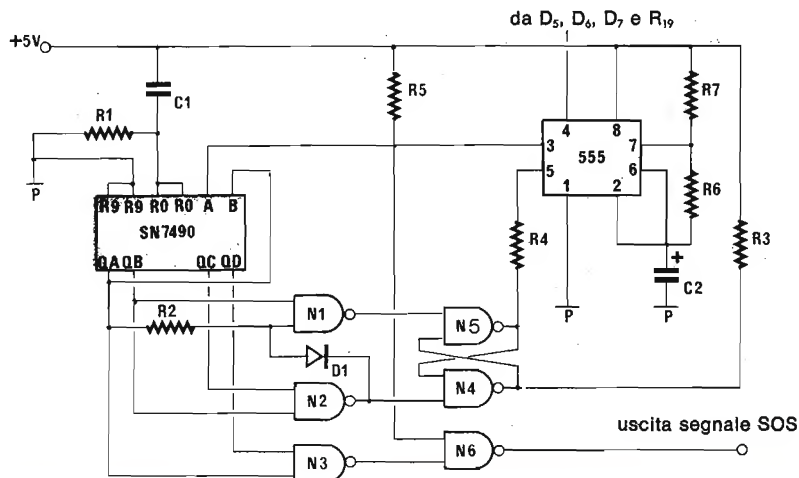 da D5, D6, D7 e R19
+5V
C1
R1
R5
R7
4 8
3 7
555
5 6
1 2
R6
P
R9 R9 R0 R0 A B
SN7490
QA QB QC QD
R4
R3
+
C2
P
P
R2
N1
N5
D1
N2
N4
N3
N6
uscita segnale SOS